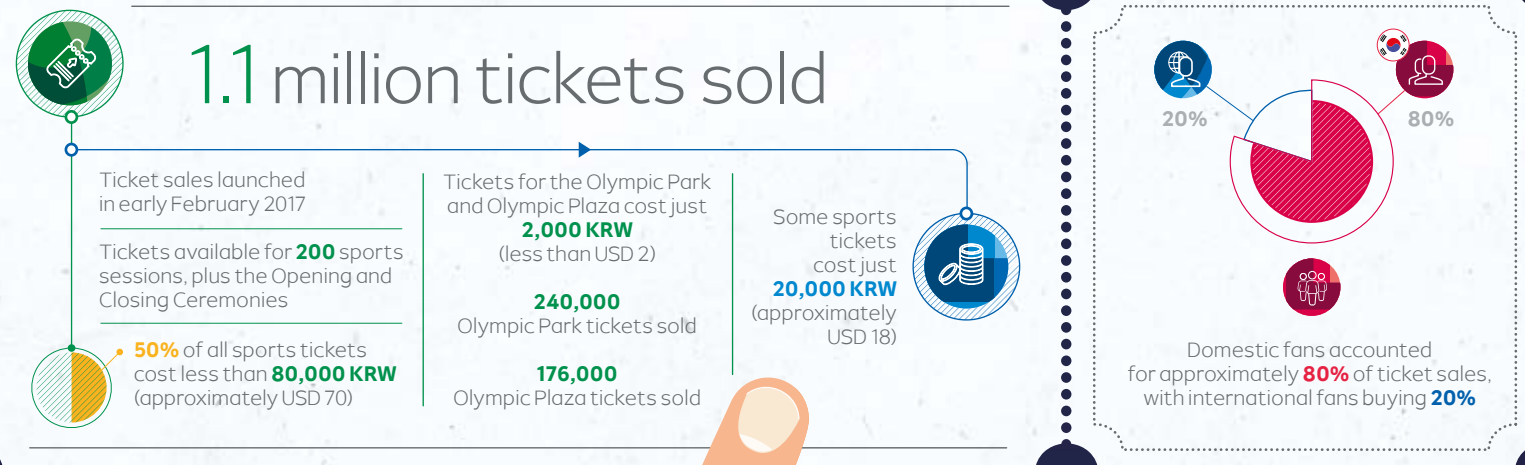 1.1 million tickets sold
Ticket sales launched
in early February 2017
Tickets available for 200 sports
sessions, plus the Opening and
Closing Ceremonies
50% of all sports tickets
cost less than 80,000 KRW
(approximately USD 70)
Tickets for the Olympic Park
and Olympic Plaza cost just
2,000 KRW
(less than USD 2)
240,000
Olympic Park tickets sold
176,000
Olympic Plaza tickets sold
Some sports
tickets
cost just
20,000 KRW
(approximately
USD 18)
20%
80%
Domestic fans accounted
for approximately 80% of ticket sales,
with international fans buying 20%